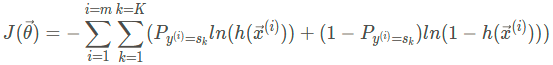 J(θ⃗) = − ∑_{i=1}^{i=m} ∑_{k=1}^{k=K} (P_{y^{(i)}=s_k} ln(h(x⃗^{(i)})) + (1 − P_{y^{(i)}=s_k}) ln(1 − h(x⃗^{(i)})))